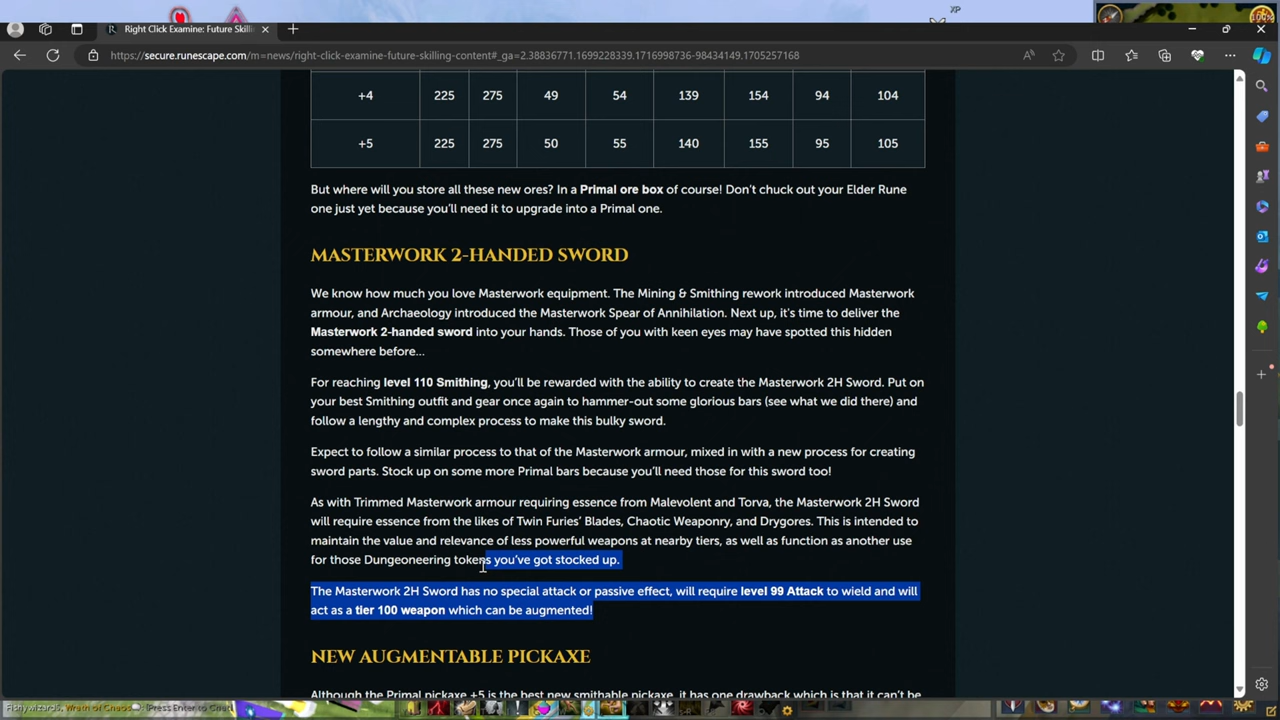 XP
100%
Right Click Examine: Future Skilli
https://secure.runescape.com/m=news/right-click-examine-future-skilling-content#_ga=2.38836771.1699228339.1716998736-98434149.1705257168
+4 225 275 49 54 139 154 94 104
+5 225 275 50 55 140 155 95 105
But where will you store all these new ores? In a Primal ore box of course! Don't chuck out your Elder Rune
one just yet because you'll need it to upgrade into a Primal one.
MASTERWORK 2-HANDED SWORD
We know how much you love Masterwork equipment. The Mining & Smithing rework introduced Masterwork
armour, and Archaeology introduced the Masterwork Spear of Annihilation. Next up, it's time to deliver the
Masterwork 2-handed sword into your hands. Those of you with keen eyes may have spotted this hidden
somewhere before...
For reaching level 110 Smithing, you'll be rewarded with the ability to create the Masterwork 2H Sword. Put on
your best Smithing outfit and gear once again to hammer-out some glorious bars (see what we did there) and
follow a lengthy and complex process to make this bulky sword.
Expect to follow a similar process to that of the Masterwork armour, mixed in with a new process for creating
sword parts. Stock up on some more Primal bars because you'll need those for this sword too!
As with Trimmed Masterwork armour requiring essence from Malevolent and Torva, the Masterwork 2H Sword
will require essence from the likes of Twin Furies' Blades, Chaotic Weaponry, and Drygores. This is intended to
maintain the value and relevance of less powerful weapons at nearby tiers, as well as function as another use
for those Dungeoneering tokens you've got stocked up.
The Masterwork 2H Sword has no special attack or passive effect, will require level 99 Attack to wield and will
act as a tier 100 weapon which can be augmented!
NEW AUGMENTABLE PICKAXE
Although the Primal pickaxe +5 is the best new smithable pickaxe, it has one drawback which is that it can't be
Wrath of Chaos
Press Enter to Chat